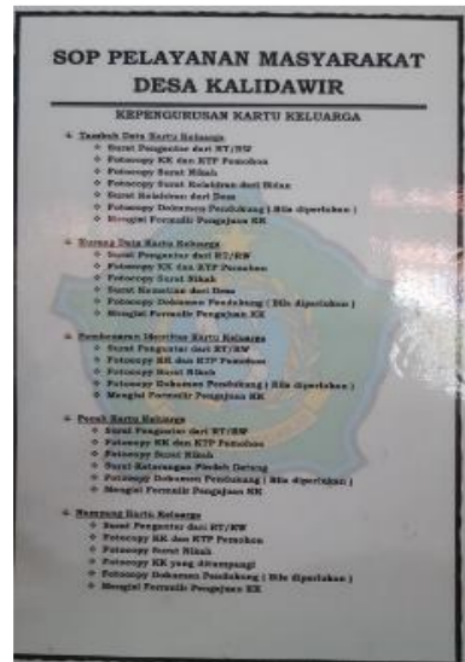 SOP PELAYANAN MASYARAKAT
DESA KALIDAWIR
KEPENGURUSAN KARTU KELUARGA
Tambah Data Kartu Keluarga
Surat Pengantar dari RT/RW
Fotocopy KK dan KTP Pemohon
Fotocopy Surat Nikah
Fotocopy Surat Kelahiran dari Bidan
Surat Kelahiran dari Desa
Fotocopy Dokumen Pendukung ( Bila diperlukan )
Mengisi Formulir Pengajuan KK
Kurang Data Kartu Keluarga
Surat Pengantar dari RT/RW
Fotocopy KK dan KTP Pemohon
Fotocopy Surat Nikah
Surat Kematian dari Desa
Fotocopy Dokumen Pendukung ( Bila diperlukan )
Mengisi Formulir Pengajuan KK
Pembenaran Identitas Kartu Keluarga
Surat Pengantar dari RT/RW
Fotocopy KK dan KTP Pemohon
Fotocopy Surat Nikah
Fotocopy Dokumen Pendukung ( Bila diperlukan )
Mengisi Formulir Pengajuan KK
Pecah Kartu Keluarga
Surat Pengantar dari RT/RW
Fotocopy KK dan KTP Pemohon
Fotocopy Surat Nikah
Surat Keterangan Pindah Datang
Fotocopy Dokumen Pendukung ( Bila diperlukan )
Mengisi Formulir Pengajuan KK
Numpang Kartu Keluarga
Surat Pengantar dari RT/RW
Fotocopy KK dan KTP Pemohon
Fotocopy Surat Nikah
Fotocopy KK yang ditumpangi
Fotocopy Dokumen Pendukung ( Bila diperlukan )
Mengisi Formulir Pengajuan KK